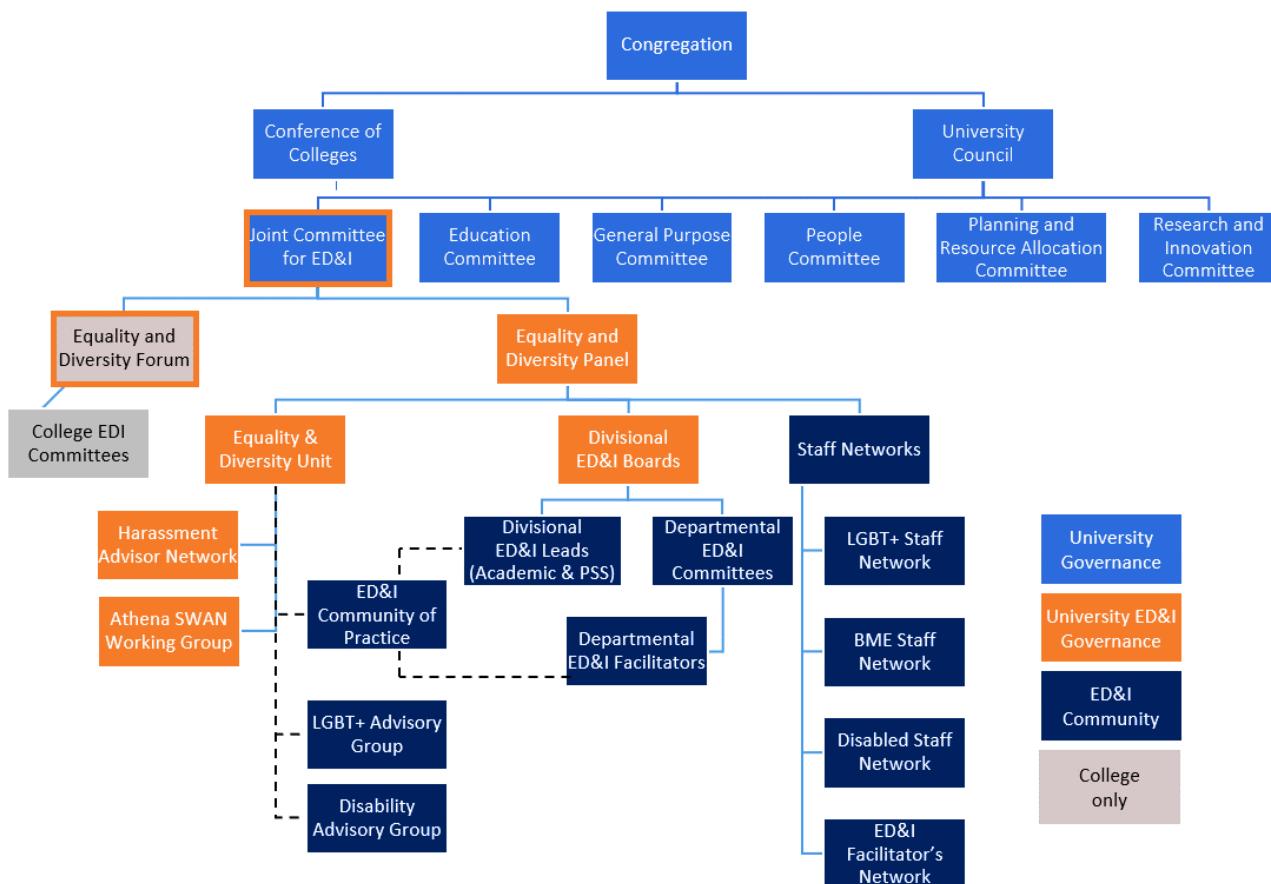 Congregation
Conference of
Colleges
University
Council
Joint Committee
for ED&I
Education
Committee
General Purpose
Committee
People
Committee
Planning and
Resource Allocation
Committee
Research and
Innovation
Committee
Equality and
Diversity Forum
Equality and
Diversity Panel
College EDI
Committees
Equality &
Diversity Unit
Divisional
ED&I Boards
Staff Networks
Harassment
Advisor Network
Athena SWAN
Working Group
ED&I
Community of
Practice
LGBT+ Advisory
Group
Disability
Advisory Group
Divisional
ED&I Leads
(Academic & PSS)
Departmental
ED&I
Committees
Departmental
ED&I Facilitators
LGBT+ Staff
Network
BME Staff
Network
Disabled Staff
Network
ED&I
Facilitator's
Network
University
Governance
University ED&I
Governance
ED&I
Community
College
only